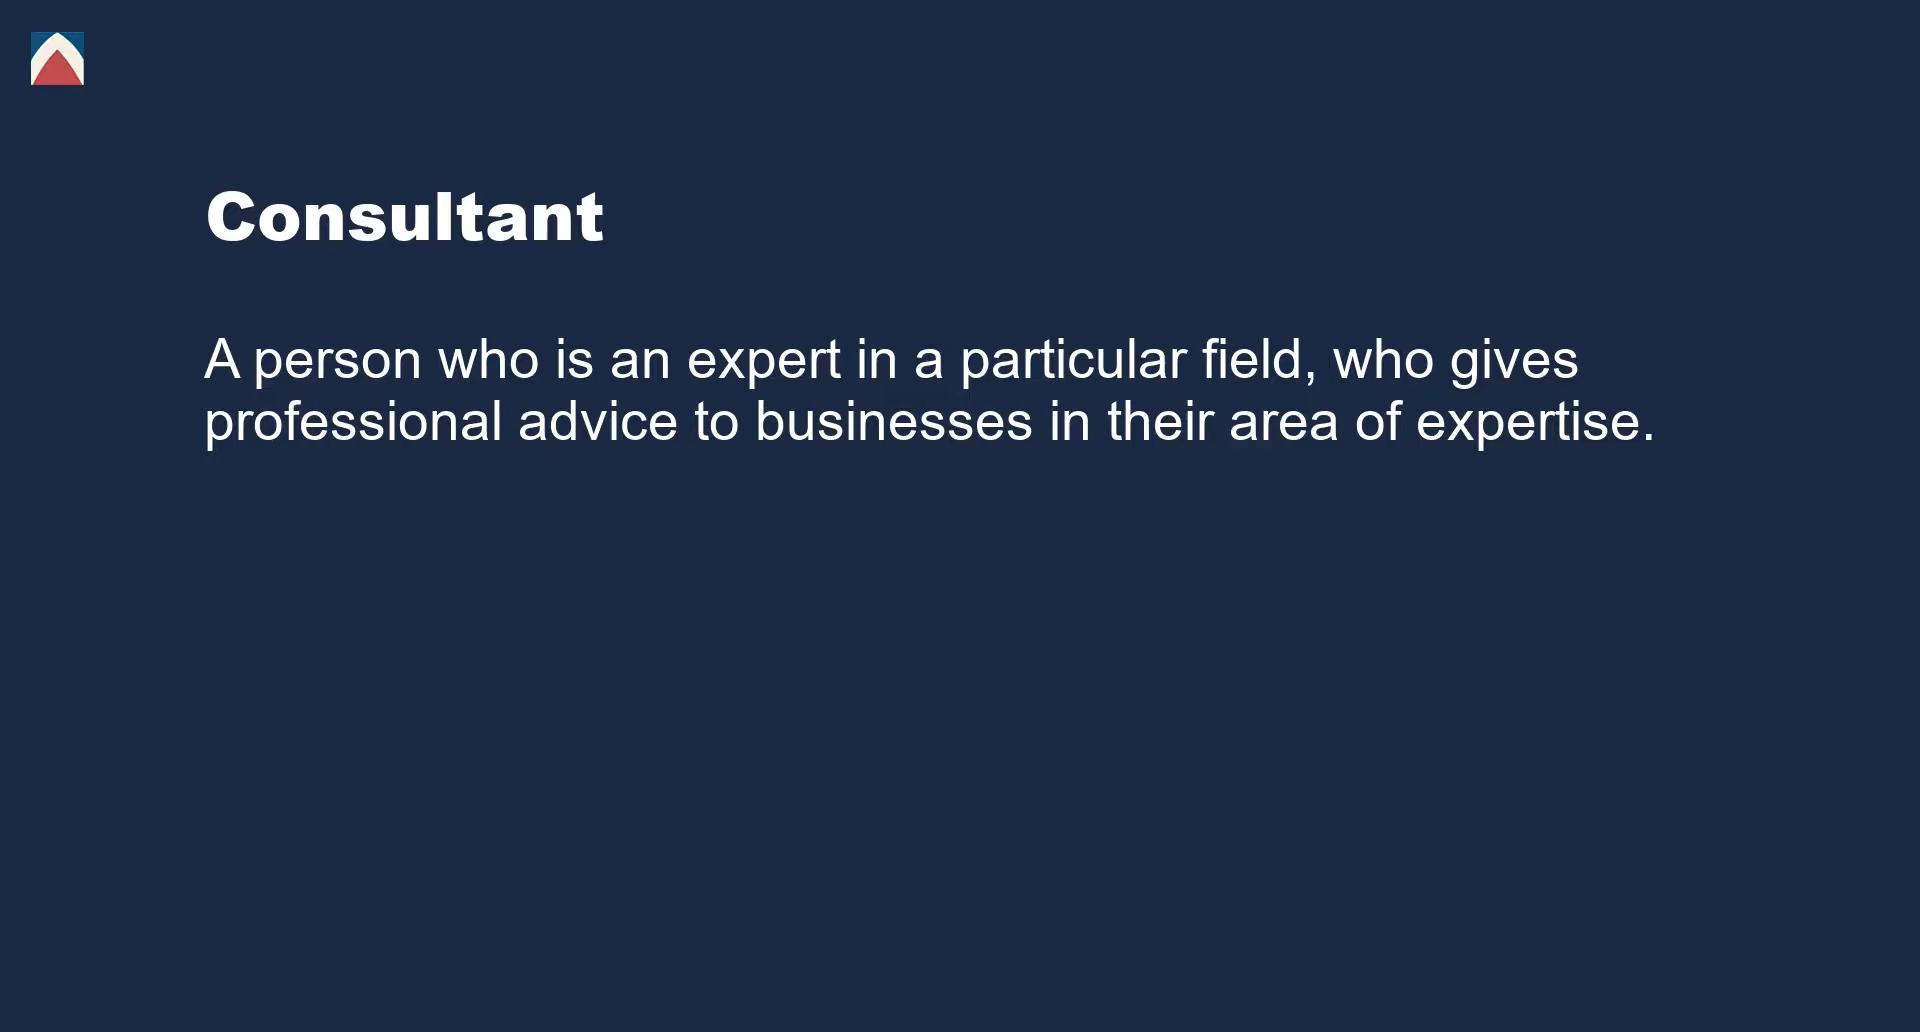 Consultant
A person who is an expert in a particular field, who gives
professional advice to businesses in their area of expertise.